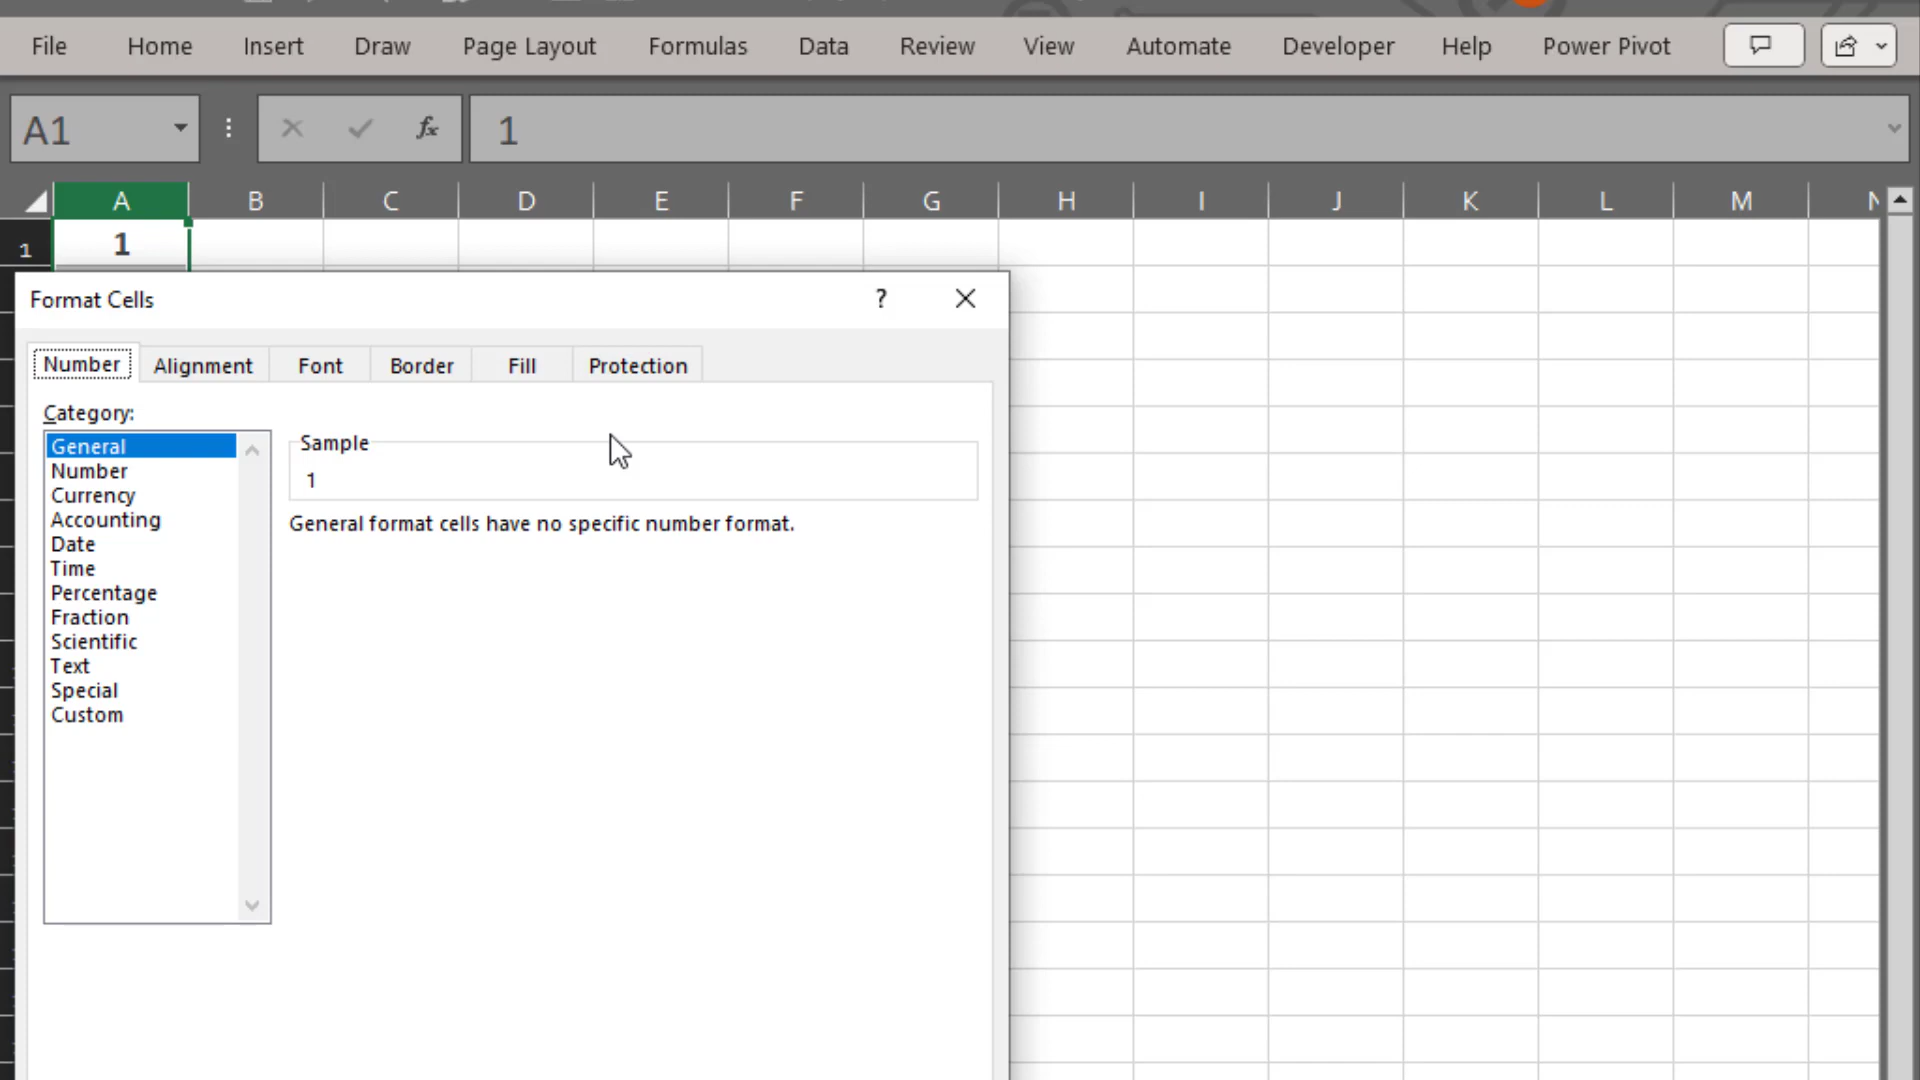 File Home Insert Draw Page Layout Formulas Data Review View Automate Developer Help Power Pivot
A1 fx 1
A B C D E F G H I J K L M N
1 1
Format Cells ?
Number Alignment Font Border Fill Protection
Category:
General
Sample
Number
1
Currency
Accounting
General format cells have no specific number format.
Date
Time
Percentage
Fraction
Scientific
Text
Special
Custom